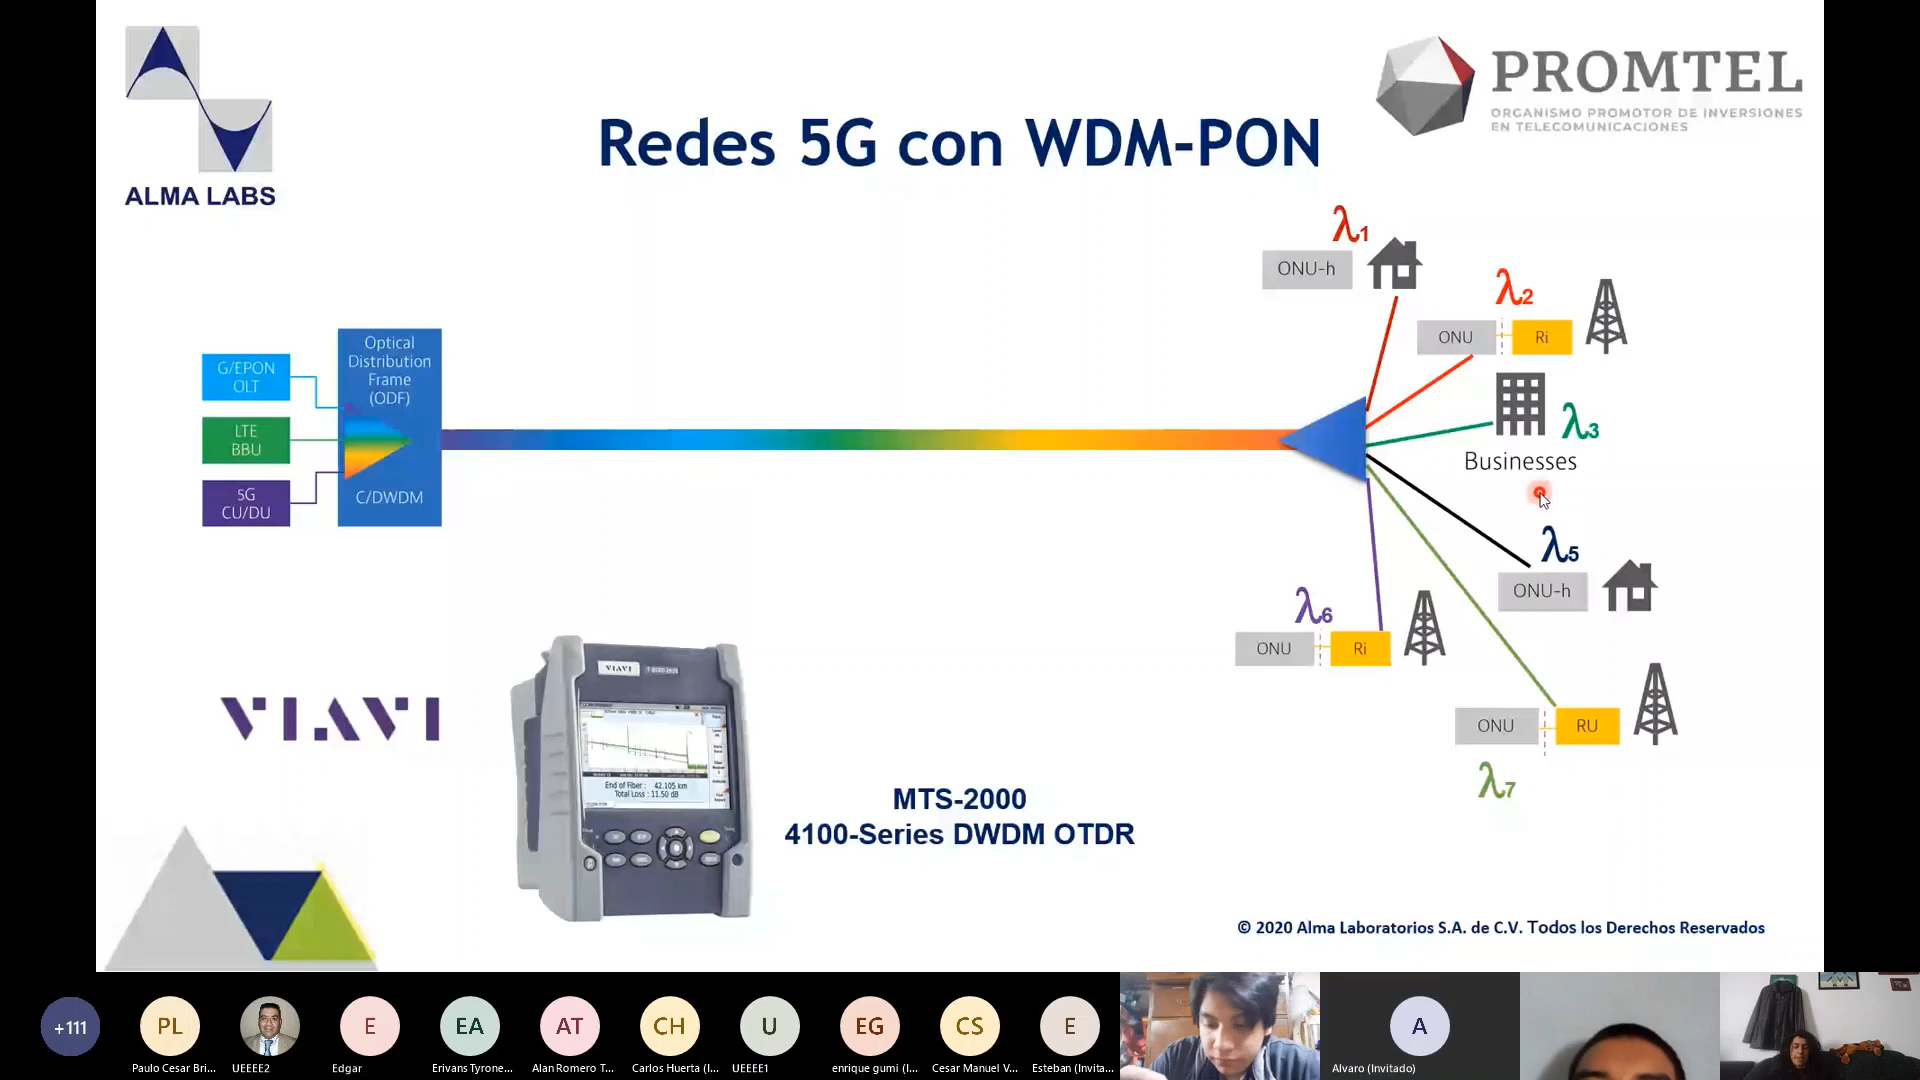 ALMA LABS
PROMTEL
ORGANISMO PROMOTOR DE INVERSIONES
EN TELECOMUNICACIONES
Redes 5G con WDM-PON
G/EPON
OLT
LTE
BBU
5G
CU/DU
Optical
Distribution
Frame
(ODF)
C/DWDM
λ1
ONU-h
λ2
ONU
Ri
λ3
Businesses
λ5
ONU-h
λ6
ONU
Ri
ONU
RU
λ7
VIAVI
VIAVI
End of Fiber : 42.105 km
Total Loss : 11.50 dB
MTS-2000
4100-Series DWDM OTDR
© 2020 Alma Laboratorios S.A. de C.V. Todos los Derechos Reservados
+111
PL
E
EA
AT
CH
U
EG
CS
E
A
Paulo Cesar Bri...
UEEEE2
Edgar
Erivans Tyrone...
Alan Romero T...
Carlos Huerta (I...
UEEEE1
enrique gumi (I...
Cesar Manuel V...
Esteban (Invita...
Alvaro (Invitado)